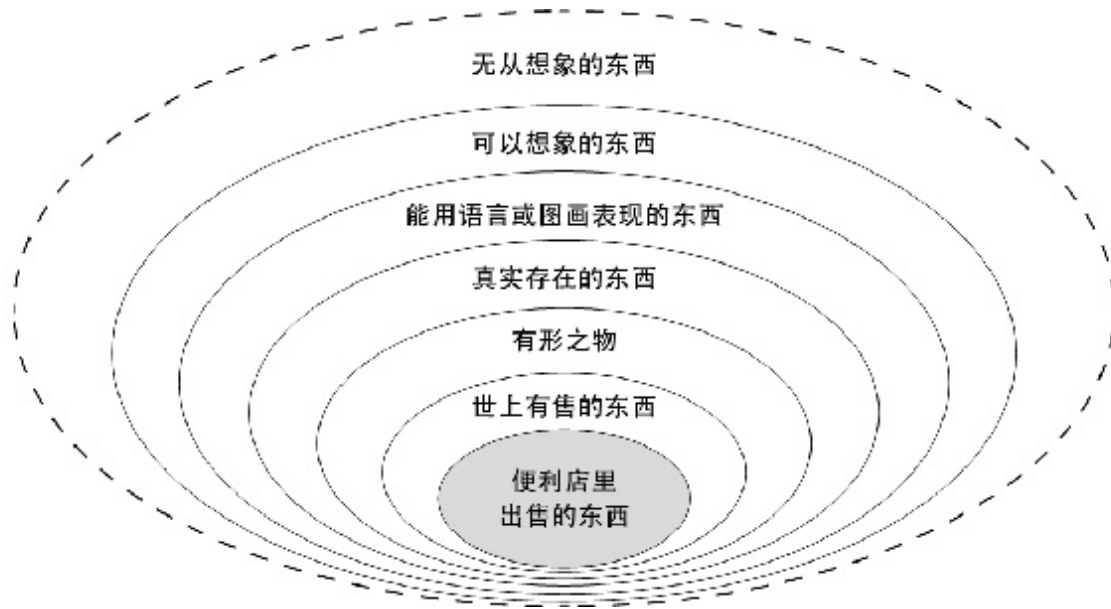 无从想象的东西
可以想象的东西
能用语言或图画表现的东西
真实存在的东西
有形之物
世上有售的东西
便利店里
出售的东西